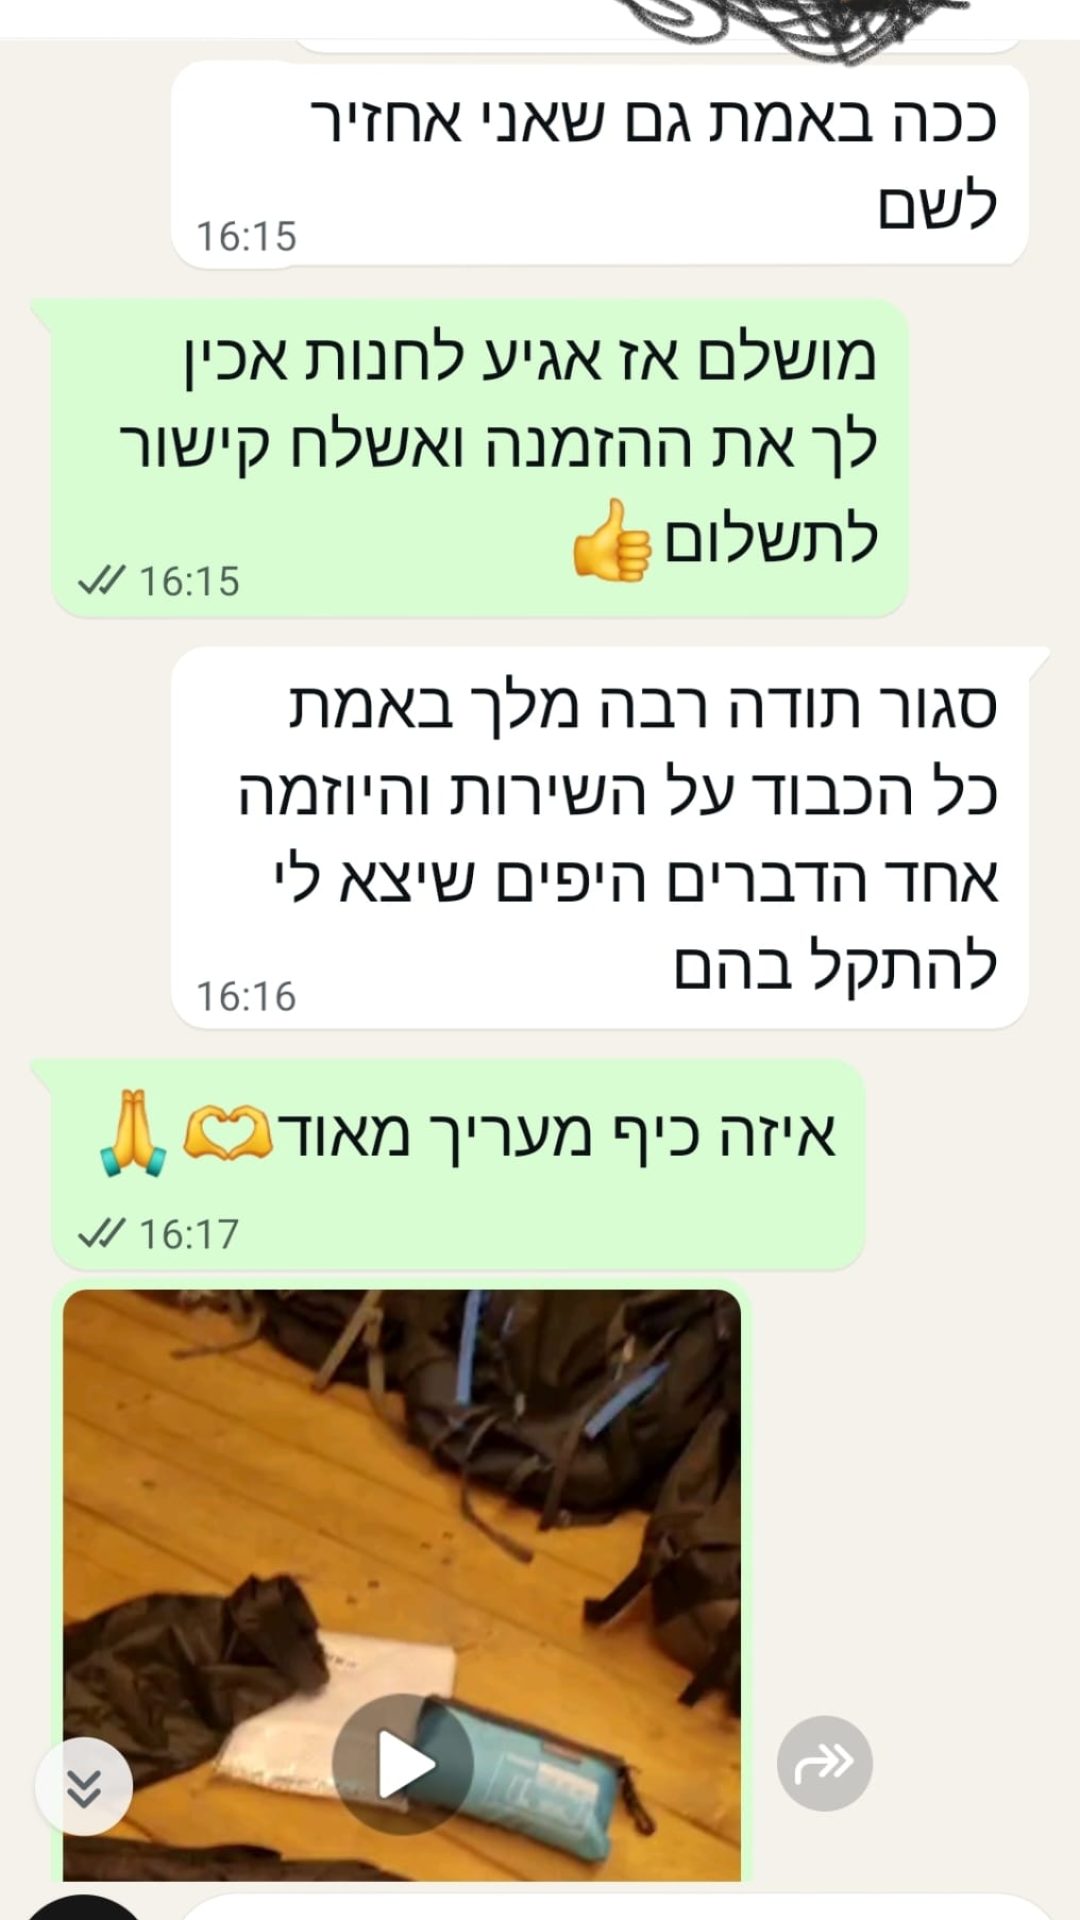 ככה באמת גם שאני אחזיר
לשם
16:15
מושלם אז אגיע לחנות אכין
לך את ההזמנה ואשלח קישור
לתשלום👍
16:15
סגור תודה רבה מלך באמת
כל הכבוד על השירות והיוזמה
אחד הדברים היפים שיצא לי
להתקל בהם
16:16
איזה כיף מעריך מאוד🫶🙏
16:17